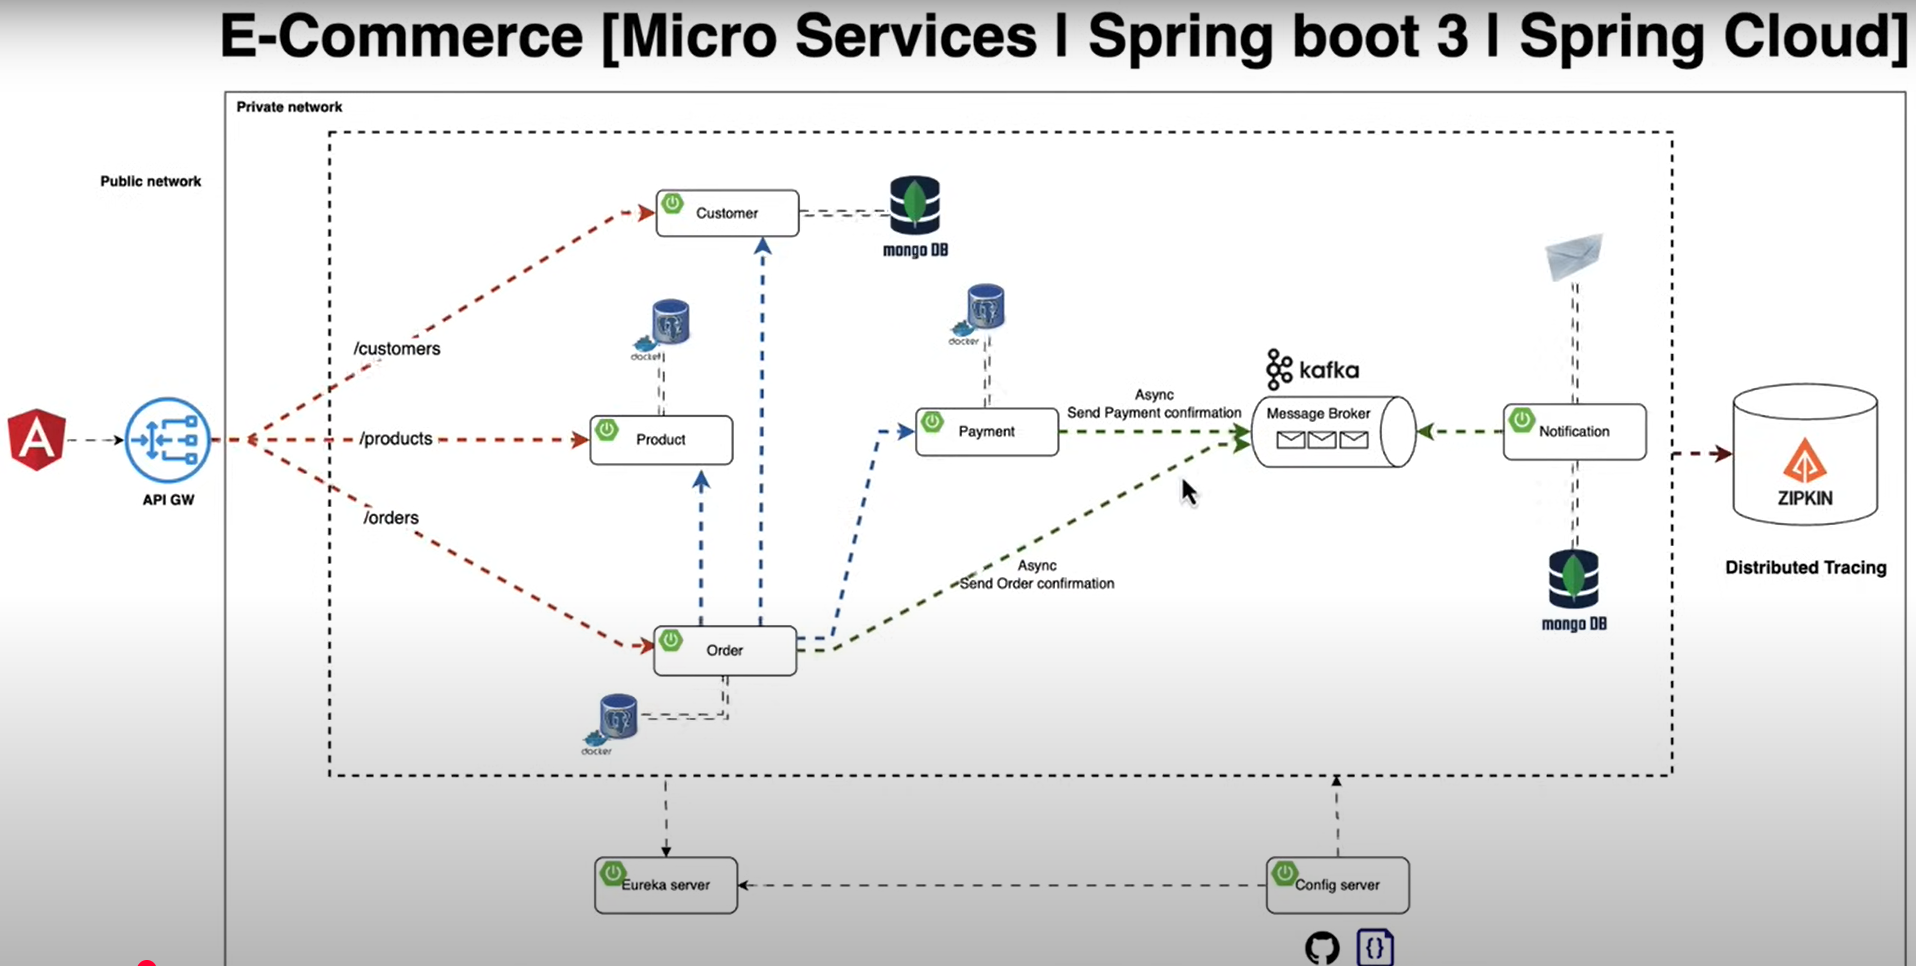 E-Commerce [Micro Services | Spring boot 3 | Spring Cloud]
Private network
Public network
Customer
mongo DB
docker
docker
/customers
kafka
Async
Send Payment confirmation
Message Broker
/products
Product
Payment
Notification
API GW
ZIPKIN
/orders
Async
Send Order confirmation
Distributed Tracing
mongo DB
Order
docker
Eureka server
Config server
{}